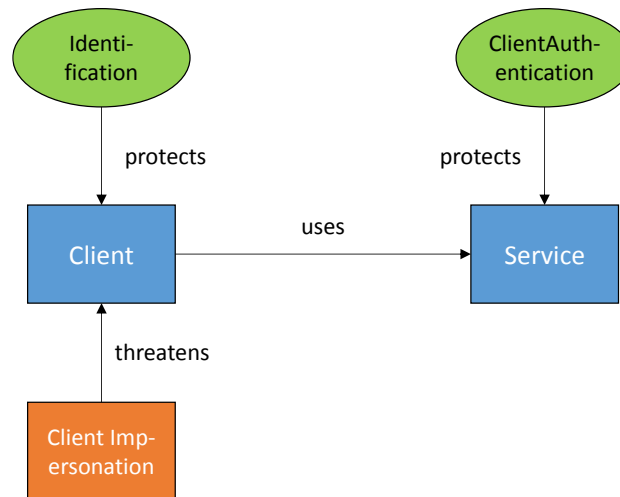 Identi-
fication
ClientAuth-
entication
protects
protects
Client
uses
Service
threatens
Client Imp-
ersonation